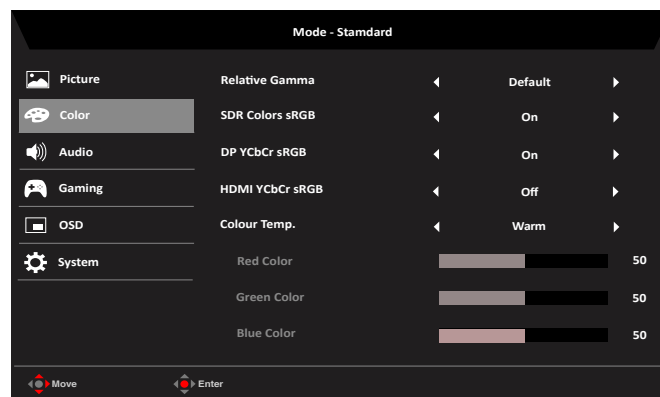 Mode - Stamdard
Picture
Relative Gamma Default
Color
SDR Colors sRGB On
Audio
DP YCbCr sRGB On
Gaming
HDMI YCbCr sRGB Off
OSD
Colour Temp. Warm
System
Red Color 50
Green Color 50
Blue Color 50
Move Enter